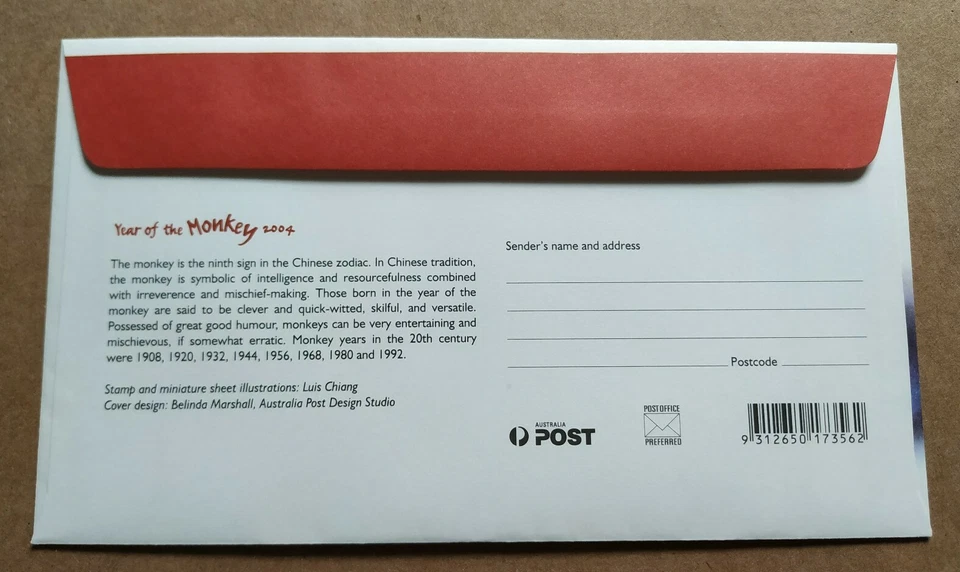 Year of the Monkey 2004
The monkey is the ninth sign in the Chinese zodiac. In Chinese tradition,
the monkey is symbolic of intelligence and resourcefulness combined
with irreverence and mischief-making. Those born in the year of the
monkey are said to be clever and quick-witted, skilful, and versatile.
Possessed of great good humour, monkeys can be very entertaining and
mischievous, if somewhat erratic. Monkey years in the 20th century
were 1908, 1920, 1932, 1944, 1956, 1968, 1980 and 1992.
Stamp and miniature sheet illustrations: Luis Chiang
Cover design: Belinda Marshall, Australia Post Design Studio
Sender's name and address
Postcode
AUSTRALIA
POST
POST OFFICE
PREFERRED
9 312650 173562